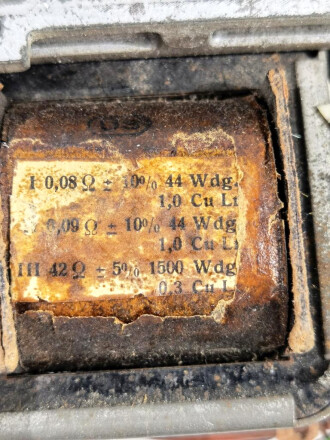 I 0,08 Ω ± 10% 44 Wdg.
1,0 Cu L1
0,09 Ω ± 10% 44 Wdg
1,0 Cu L
III 42 Ω ± 5% 1500 Wdg
0,3 Cu L